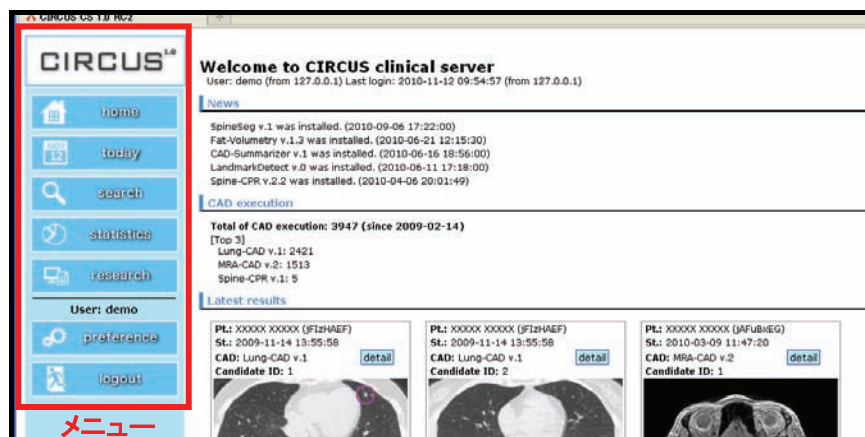 CIRCUS CS 1.0 RC2
CIRCUS 1.0
home
NOV 12 today
search
statistics
research
User: demo
preference
logout
メニュー
Welcome to CIRCUS clinical server
User: demo (from 127.0.0.1) Last login: 2010-11-12 09:54:57 (from 127.0.0.1)
News
SpineSeg v.1 was installed. (2010-09-06 17:22:00)
Fat-Volumetry v.1.3 was installed. (2010-06-21 12:15:30)
CAD-Summarizer v.1 was installed. (2010-06-16 18:56:00)
LandmarkDetect v.0 was installed. (2010-06-11 17:18:00)
Spine-CPR v.2.2 was installed. (2010-04-06 20:01:49)
CAD execution
Total of CAD execution: 3947 (since 2009-02-14)
[Top 3]
Lung-CAD v.1: 2421
MRA-CAD v.2: 1513
Spine-CPR v.1: 5
Latest results
Pt.: XXXXX XXXXX (jFIzHAEF)
St.: 2009-11-14 13:55:58
CAD: Lung-CAD v.1 detail
Candidate ID: 1
Pt.: XXXXX XXXXX (jFIzHAEF)
St.: 2009-11-14 13:55:58
CAD: Lung-CAD v.1 detail
Candidate ID: 2
Pt.: XXXXX XXXXX (jAFuBxEG)
St.: 2010-03-09 11:47:20
CAD: MRA-CAD v.2 detail
Candidate ID: 1